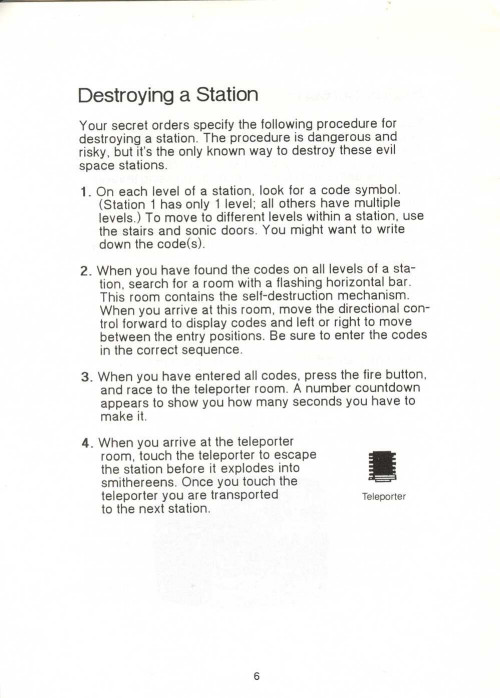 Destroying a Station
Your secret orders specify the following procedure for
destroying a station. The procedure is dangerous and
risky, but it's the only known way to destroy these evil
space stations.
1. On each level of a station, look for a code symbol.
(Station 1 has only 1 level; all others have multiple
levels.) To move to different levels within a station, use
the stairs and sonic doors. You might want to write
down the code(s).
2. When you have found the codes on all levels of a sta-
tion, search for a room with a flashing horizontal bar.
This room contains the self-destruction mechanism.
When you arrive at this room, move the directional con-
trol forward to display codes and left or right to move
between the entry positions. Be sure to enter the codes
in the correct sequence.
3. When you have entered all codes, press the fire button,
and race to the teleporter room. A number countdown
appears to show you how many seconds you have to
make it.
4. When you arrive at the teleporter
room, touch the teleporter to escape
the station before it explodes into
smithereens. Once you touch the
teleporter you are transported
to the next station.
Teleporter
6